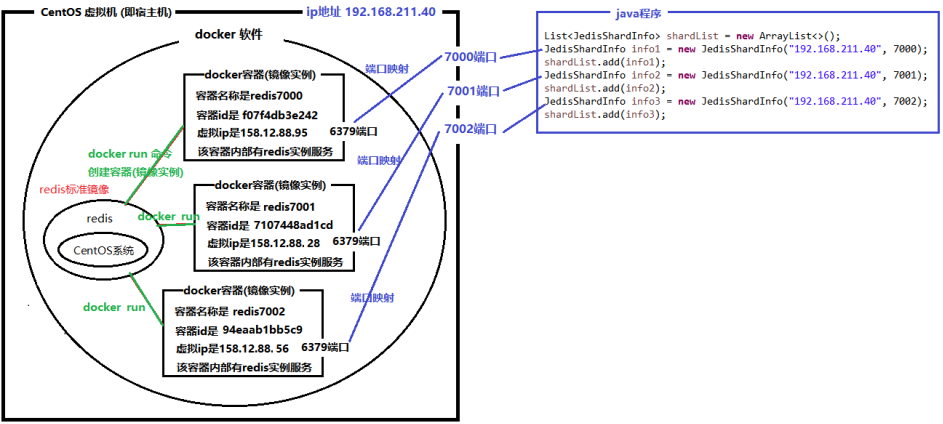 CentOS 虚拟机 (即宿主机)
ip地址 192.168.211.40
docker 软件
docker容器(镜像实例)
容器名称是redis7000
容器id是 f07f4db3e242
虚拟ip是158.12.88.95
6379端口
该容器内部有redis实例服务
docker run 命令
创建容器(镜像实例)
redis标准镜像
redis
CentOS系统
docker run
docker容器(镜像实例)
容器名称是 redis7001
容器id是 7107448ad1cd
虚拟ip是158.12.88. 28
6379端口
该容器内部有redis实例服务
docker run
docker容器(镜像实例)
容器名称是 redis7002
容器id是 94eaab1bb5c9
虚拟ip是158.12.88. 56
6379端口
该容器内部有redis实例服务
端口映射
端口映射
端口映射
7000端口
7001端口
7002端口
java程序
List<JedisShardInfo> shardList = new ArrayList<>();
JedisShardInfo info1 = new JedisShardInfo("192.168.211.40", 7000);
shardList.add(info1);
JedisShardInfo info2 = new JedisShardInfo("192.168.211.40", 7001);
shardList.add(info2);
JedisShardInfo info3 = new JedisShardInfo("192.168.211.40", 7002);
shardList.add(info3);